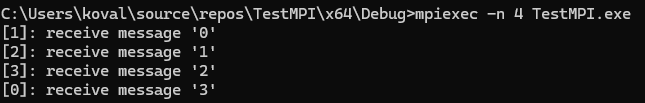 C:\Users\koval\source\repos\TestMPI\x64\Debug>mpiexec -n 4 TestMPI.exe
[1]: receive message '0'
[2]: receive message '1'
[3]: receive message '2'
[0]: receive message '3'